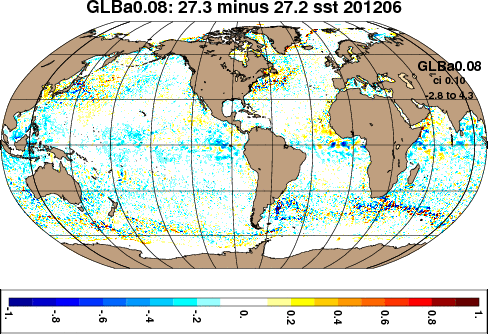 GLBa0.08: 27.3 minus 27.2 sst 201206
GLBa0.08
ci 0.10
-2.8 to 4.3
-1. -.8 -.6 -.4 -.2 0. 0.2 0.4 0.6 0.8 1.